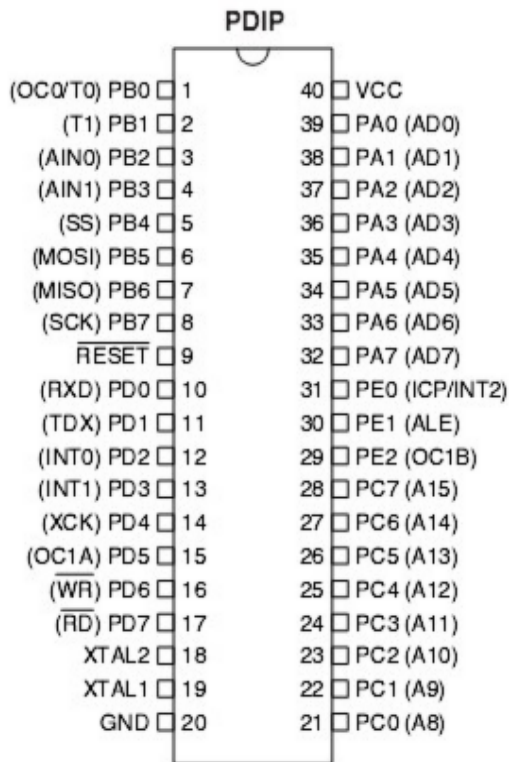 PDIP
(OC0/T0) PB0 1 40 VCC
(T1) PB1 2 39 PA0 (AD0)
(AIN0) PB2 3 38 PA1 (AD1)
(AIN1) PB3 4 37 PA2 (AD2)
(SS) PB4 5 36 PA3 (AD3)
(MOSI) PB5 6 35 PA4 (AD4)
(MISO) PB6 7 34 PA5 (AD5)
(SCK) PB7 8 33 PA6 (AD6)
RESET 9 32 PA7 (AD7)
(RXD) PD0 10 31 PE0 (ICP/INT2)
(TDX) PD1 11 30 PE1 (ALE)
(INT0) PD2 12 29 PE2 (OC1B)
(INT1) PD3 13 28 PC7 (A15)
(XCK) PD4 14 27 PC6 (A14)
(OC1A) PD5 15 26 PC5 (A13)
(WR) PD6 16 25 PC4 (A12)
(RD) PD7 17 24 PC3 (A11)
XTAL2 18 23 PC2 (A10)
XTAL1 19 22 PC1 (A9)
GND 20 21 PC0 (A8)